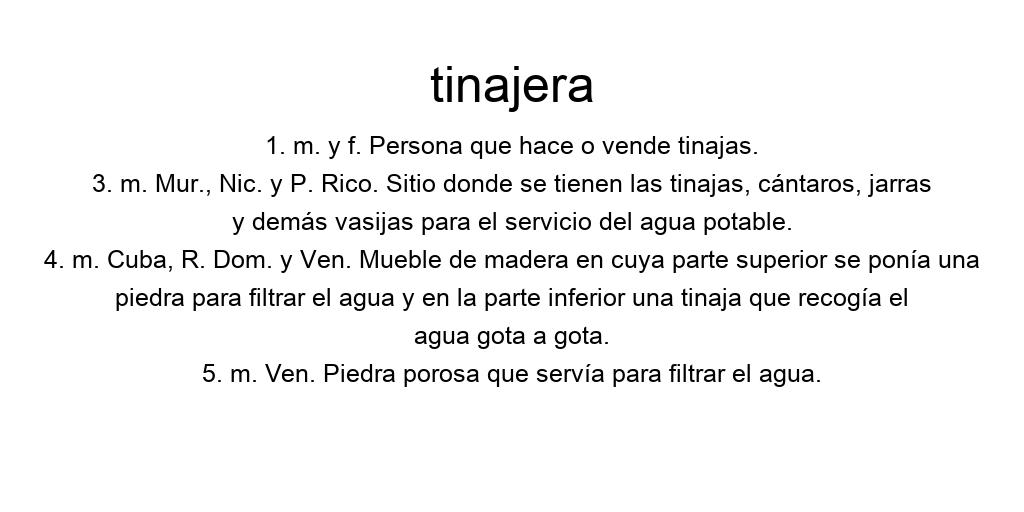 tinajera
1. m. y f. Persona que hace o vende tinajas.
3. m. Mur., Nic. y P. Rico. Sitio donde se tienen las tinajas, cántaros, jarras
y demás vasijas para el servicio del agua potable.
4. m. Cuba, R. Dom. y Ven. Mueble de madera en cuya parte superior se ponía una
piedra para filtrar el agua y en la parte inferior una tinaja que recogía el
agua gota a gota.
5. m. Ven. Piedra porosa que servía para filtrar el agua.